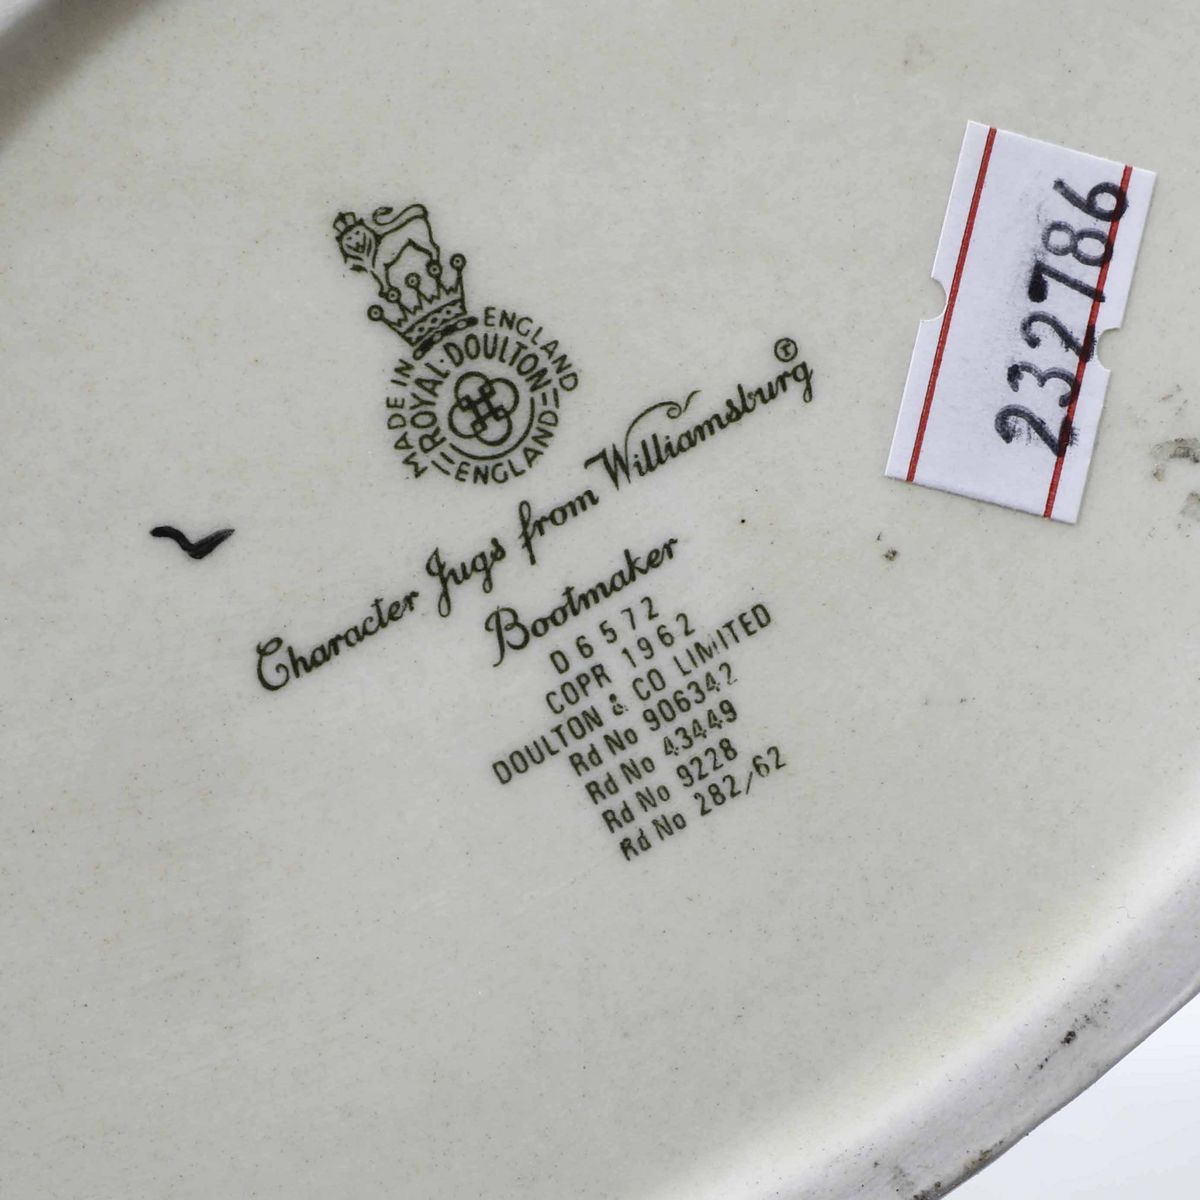 MADE IN ENGLAND
ROYAL·DOULTON
ENGLAND
Character Jugs from Williamsburg®
Bootmaker
D 6572
COPR 1962
DOULTON & CO LIMITED
Rd No 906342
Rd No 43449
Rd No 9228
Rd No 282/62
232786